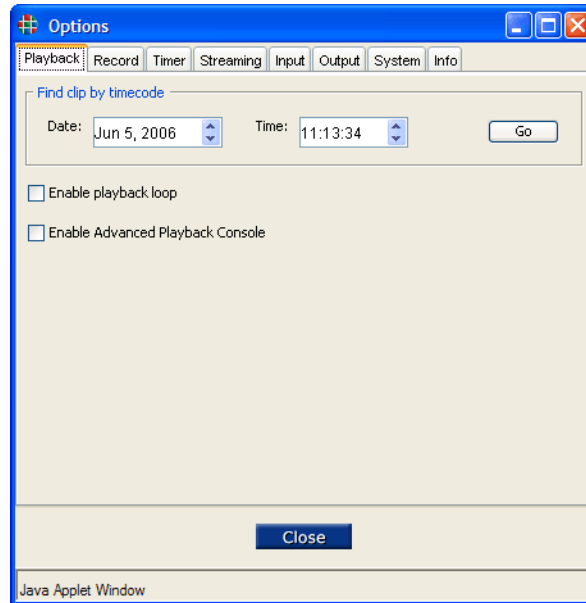 Options
Playback Record Timer Streaming Input Output System Info
Find clip by timecode
Date: Jun 5, 2006 Time: 11:13:34 Go
Enable playback loop
Enable Advanced Playback Console
Close
Java Applet Window